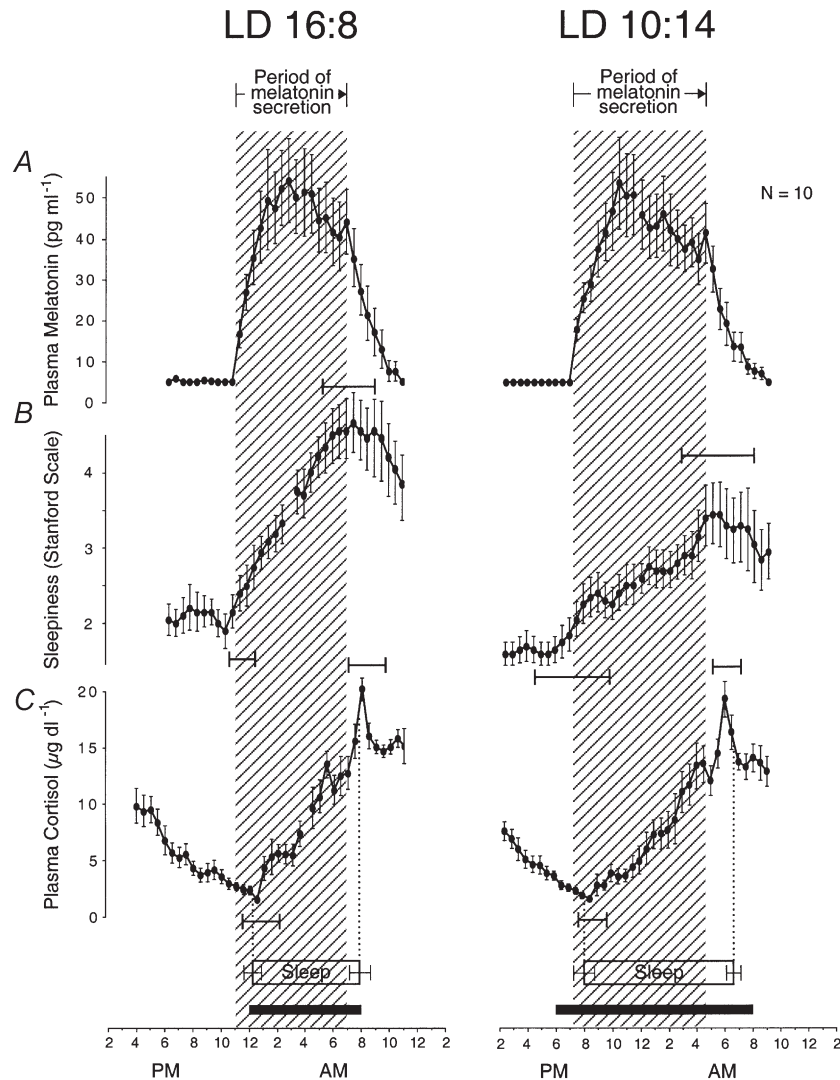 LD 16:8
LD 10:14
Period of
melatonin
secretion
Period of
melatonin
secretion
A
Plasma Melatonin (pg ml⁻¹)
50
40
30
20
10
0
N = 10
B
Sleepiness (Stanford Scale)
4
3
2
C
Plasma Cortisol (µg dl⁻¹)
20
15
10
5
0
Sleep
Sleep
2 4 6 8 10 12 2 4 6 8 10 12 2
2 4 6 8 10 12 2 4 6 8 10 12 2
PM AM
PM AM